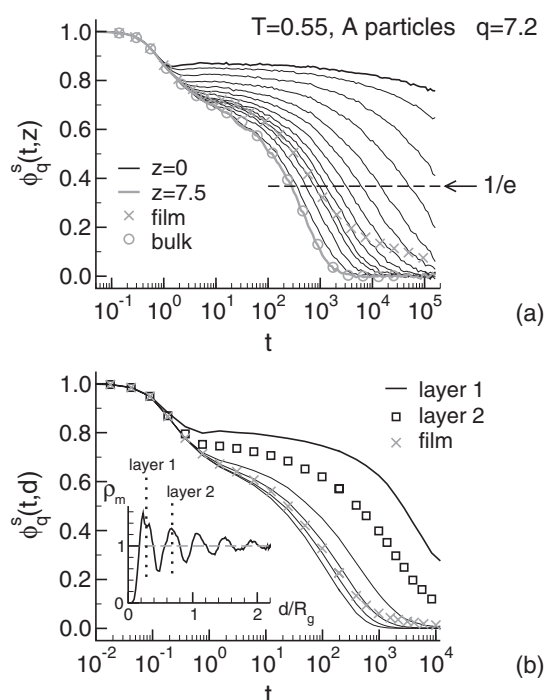 T=0.55, A particles q=7.2
ϕ_q^s(t,z)
1.0
0.8
0.6
0.4
0.2
0.0
z=0
z=7.5
film
bulk
1/e
10^-1 10^0 10^1 10^2 10^3 10^4 10^5
t
(a)
ϕ_q^s(t,d)
1.0
0.8
0.6
0.4
0.2
0.0
layer 1
layer 2
film
layer 1
layer 2
ρ_m
1
0
0 1 2
d/R_g
10^-2 10^-1 10^0 10^1 10^2 10^3 10^4
t
(b)